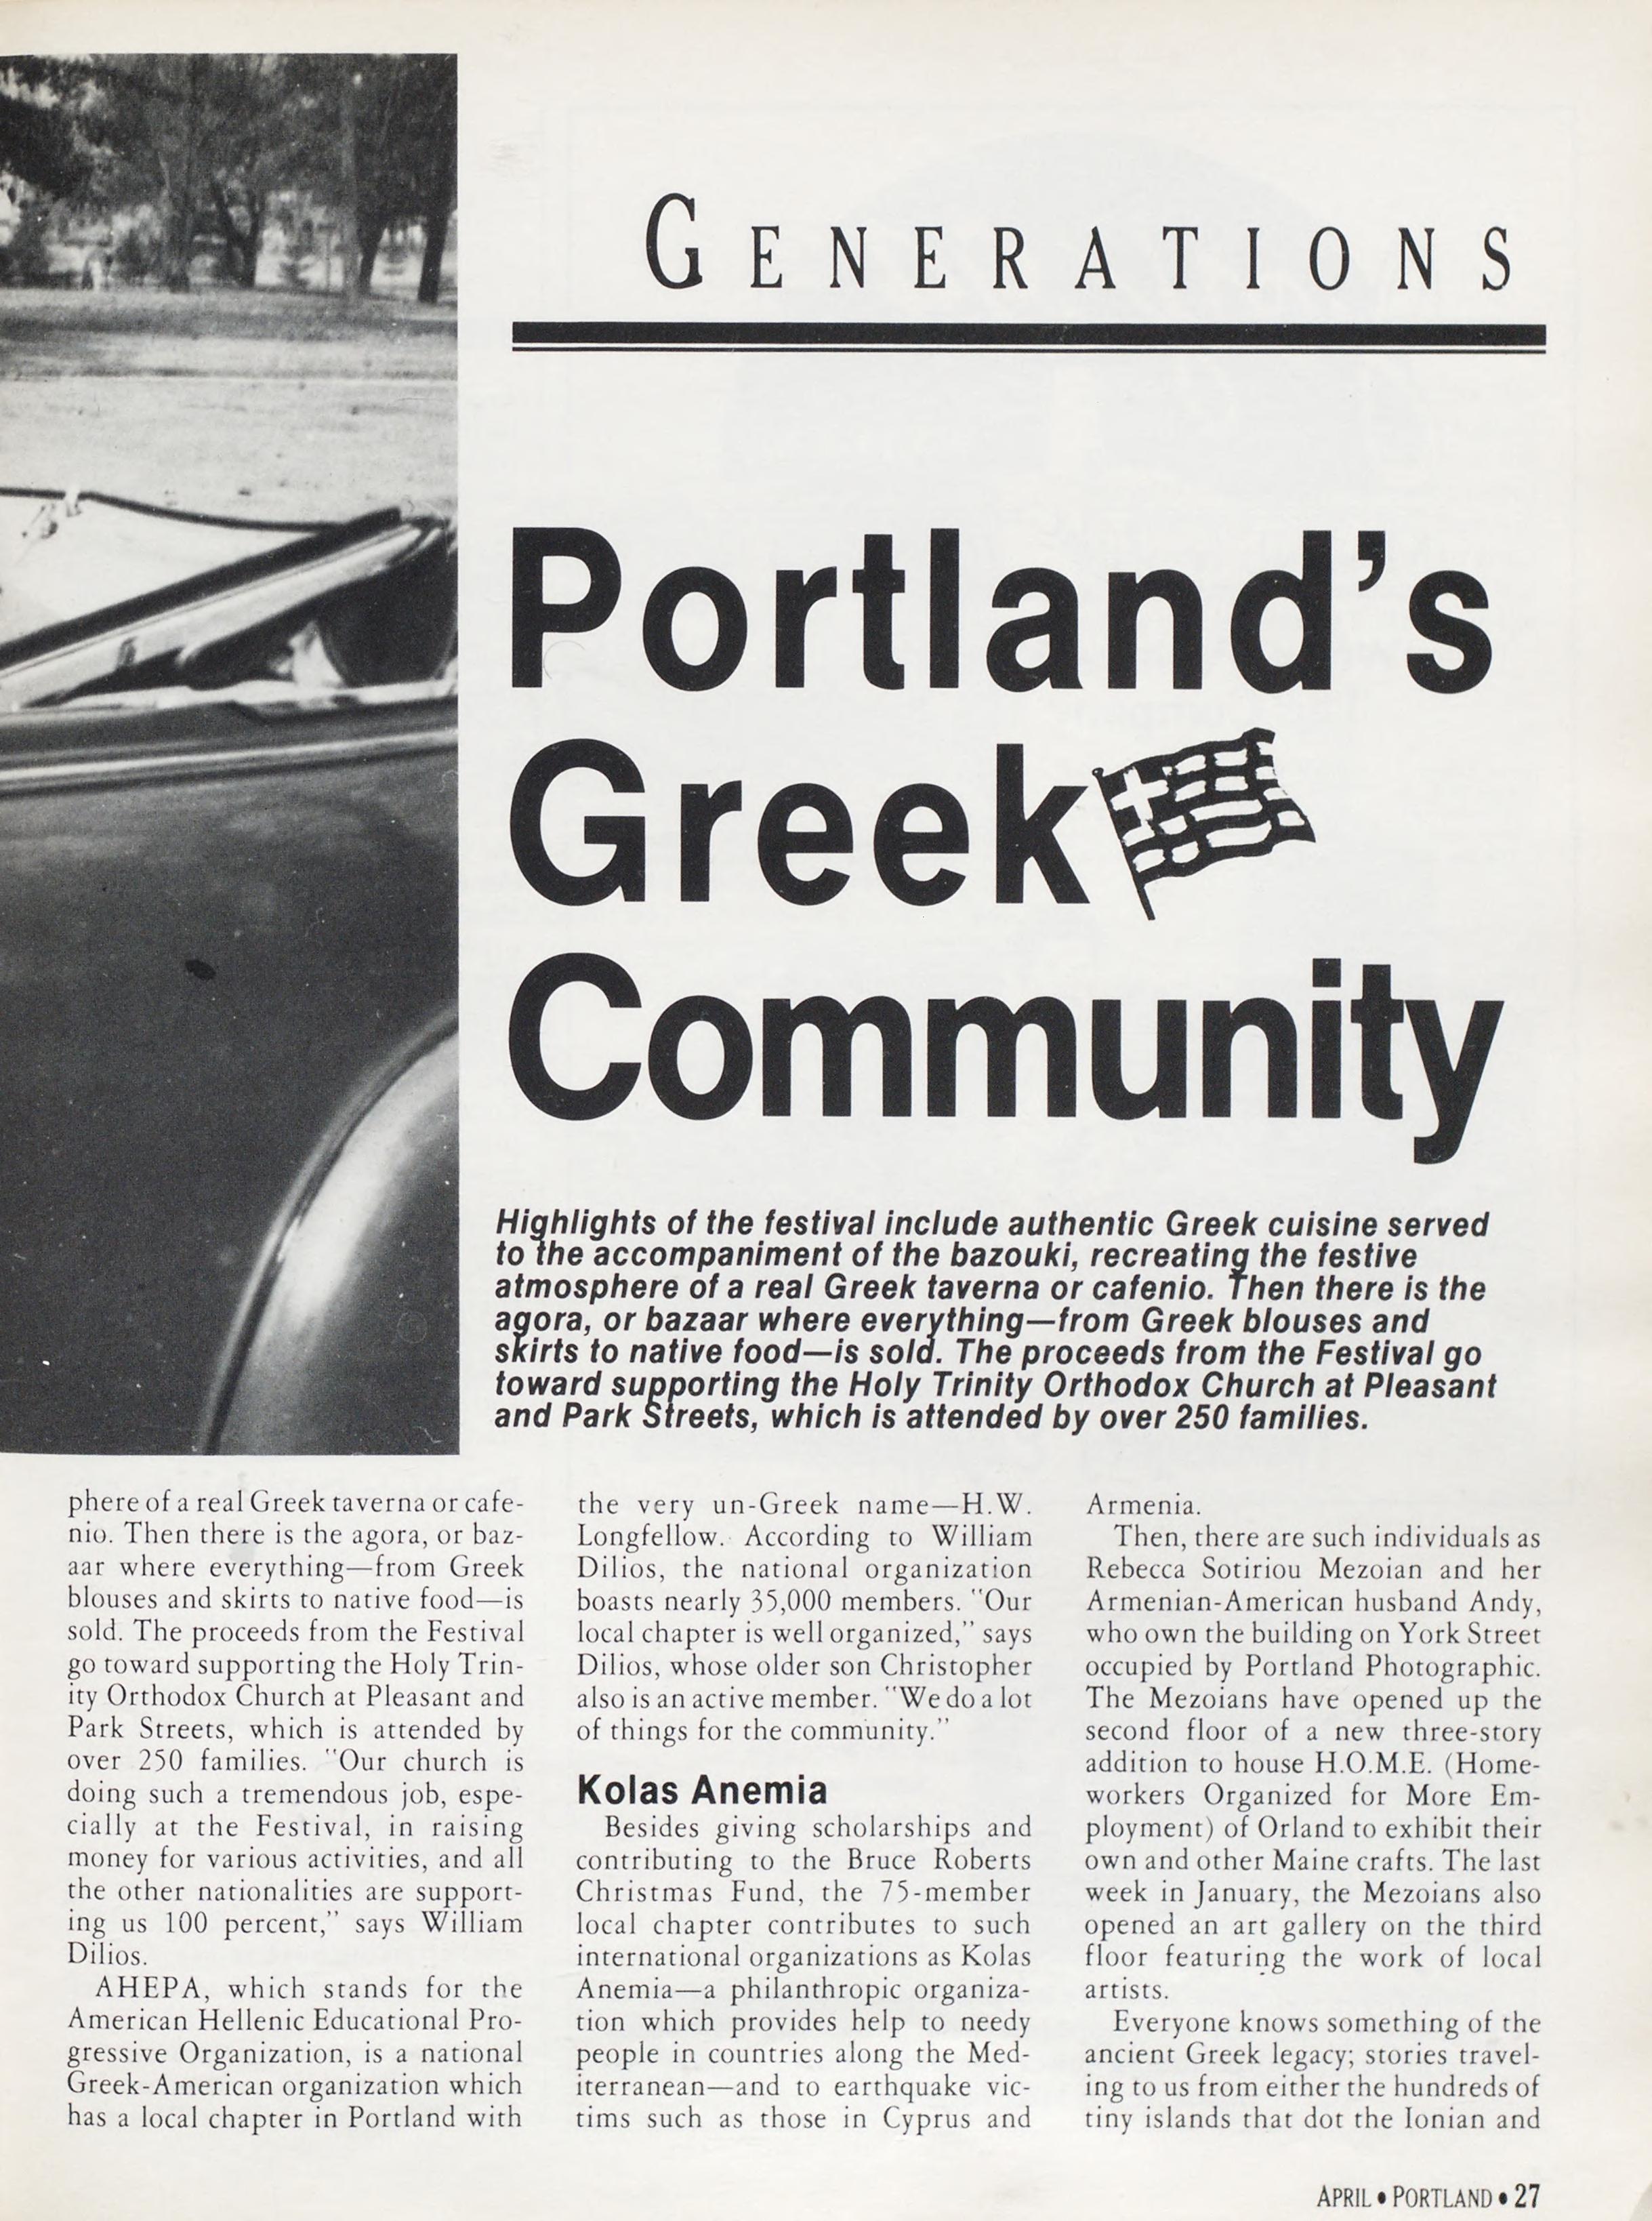 GENERATIONS
Portland's
Greek
Community
Highlights of the festival include authentic Greek cuisine served
to the accompaniment of the bazouki, recreating the festive
atmosphere of a real Greek taverna or cafenio. Then there is the
agora, or bazaar where everything—from Greek blouses and
skirts to native food—is sold. The proceeds from the Festival go
toward supporting the Holy Trinity Orthodox Church at Pleasant
and Park Streets, which is attended by over 250 families.
phere of a real Greek taverna or cafe-
nio. Then there is the agora, or baz-
aar where everything—from Greek
blouses and skirts to native food—is
sold. The proceeds from the Festival
go toward supporting the Holy Trin-
ity Orthodox Church at Pleasant and
Park Streets, which is attended by
over 250 families. "Our church is
doing such a tremendous job, espe-
cially at the Festival, in raising
money for various activities, and all
the other nationalities are support-
ing us 100 percent," says William
Dilios.
AHEPA, which stands for the
American Hellenic Educational Pro-
gressive Organization, is a national
Greek-American organization which
has a local chapter in Portland with
the very un-Greek name—H.W.
Longfellow. According to William
Dilios, the national organization
boasts nearly 35,000 members. "Our
local chapter is well organized," says
Dilios, whose older son Christopher
also is an active member. "We do a lot
of things for the community."
Kolas Anemia
Besides giving scholarships and
contributing to the Bruce Roberts
Christmas Fund, the 75-member
local chapter contributes to such
international organizations as Kolas
Anemia—a philanthropic organiza-
tion which provides help to needy
people in countries along the Med-
iterranean—and to earthquake vic-
tims such as those in Cyprus and
Armenia.
Then, there are such individuals as
Rebecca Sotiriou Mezoian and her
Armenian-American husband Andy,
who own the building on York Street
occupied by Portland Photographic.
The Mezoians have opened up the
second floor of a new three-story
addition to house H.O.M.E. (Home-
workers Organized for More Em-
ployment) of Orland to exhibit their
own and other Maine crafts. The last
week in January, the Mezoians also
opened an art gallery on the third
floor featuring the work of local
artists.
Everyone knows something of the
ancient Greek legacy; stories travel-
ing to us from either the hundreds of
tiny islands that dot the Ionian and
APRIL • PORTLAND • 27